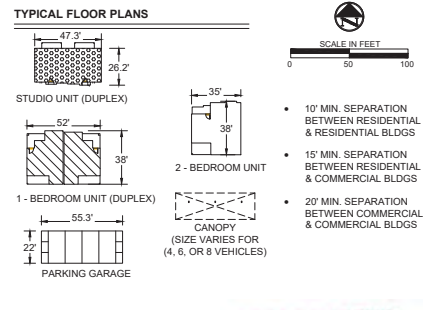 TYPICAL FLOOR PLANS
47.3'
26.2'
STUDIO UNIT (DUPLEX)
52'
38'
1 - BEDROOM UNIT (DUPLEX)
55.3'
22'
PARKING GARAGE
35'
38'
2 - BEDROOM UNIT
CANOPY
(SIZE VARIES FOR
(4, 6, OR 8 VEHICLES)
N
SCALE IN FEET
0 50 100
• 10' MIN. SEPARATION
BETWEEN RESIDENTIAL
& RESIDENTIAL BLDGS
• 15' MIN. SEPARATION
BETWEEN RESIDENTIAL
& COMMERCIAL BLDGS
• 20' MIN. SEPARATION
BETWEEN COMMERCIAL
& COMMERCIAL BLDGS